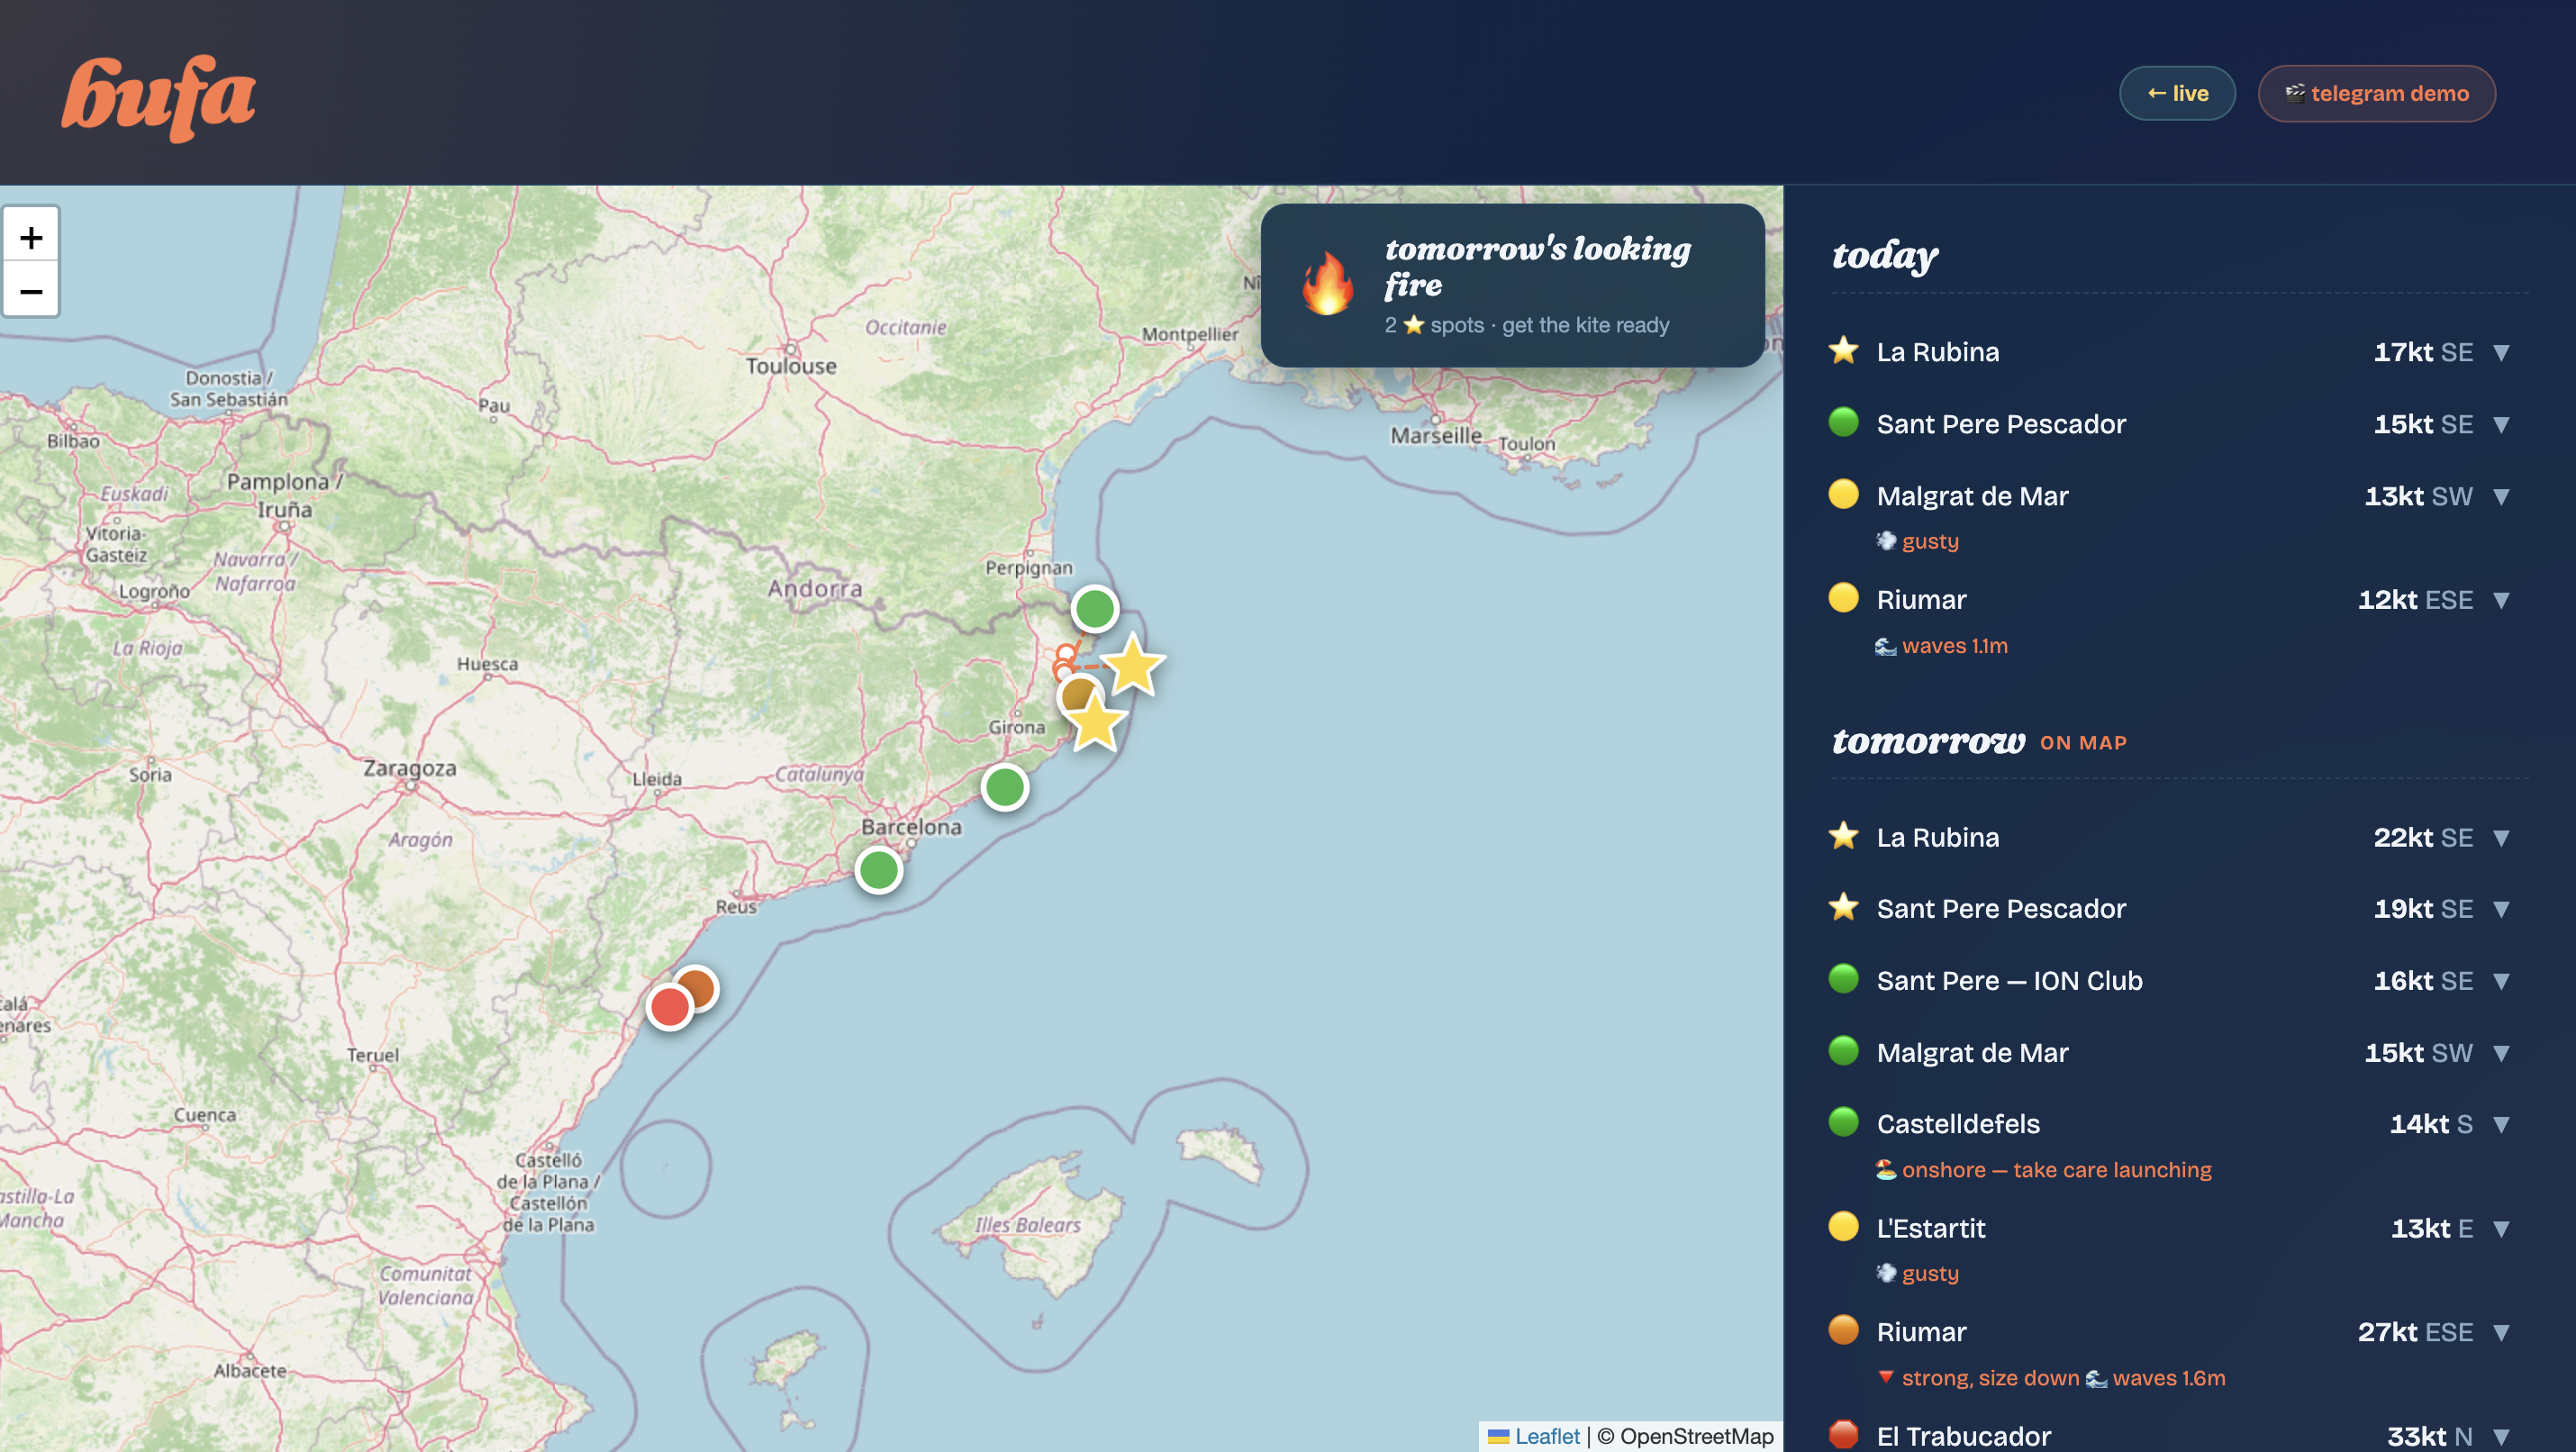 bufa
← live
🎬 telegram demo
+
−
tomorrow's looking
fire
2 ⭐ spots · get the kite ready
Occitanie
Montpellier
Toulouse
Donostia /
San Sebastián
Pau
Bilbao
Marseille
Toulon
Pamplona /
Iruña
Euskadi
Vitoria-
Gasteiz
Navarra /
Nafarroa
Logroño
Perpignan
Andorra
La Rioja
Huesca
Girona
Soria
Zaragoza
Lleida
Catalunya
Barcelona
Aragón
Reus
Teruel
Cuenca
Castelló
de la Plana /
Castellón
de la Plana
Illes Balears
Comunitat
Valenciana
Albacete
Leaflet | © OpenStreetMap
today
La Rubina 17kt SE ▼
Sant Pere Pescador 15kt SE ▼
Malgrat de Mar 13kt SW ▼
💨 gusty
Riumar 12kt ESE ▼
🌊 waves 1.1m
tomorrow ON MAP
La Rubina 22kt SE ▼
Sant Pere Pescador 19kt SE ▼
Sant Pere — ION Club 16kt SE ▼
Malgrat de Mar 15kt SW ▼
Castelldefels 14kt S ▼
🏖 onshore — take care launching
L'Estartit 13kt E ▼
💨 gusty
Riumar 27kt ESE ▼
🔻 strong, size down 🌊 waves 1.6m
El Trabucador 33kt N ▼